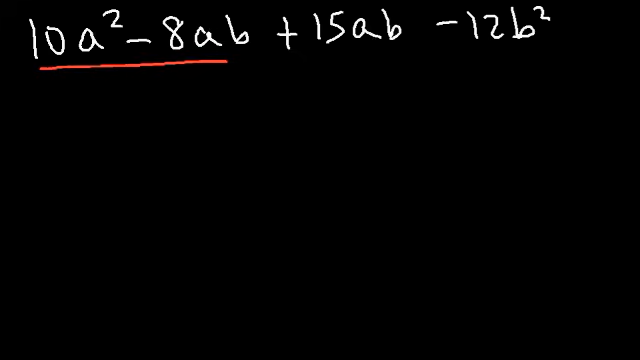 10a² - 8ab + 15ab - 12b²